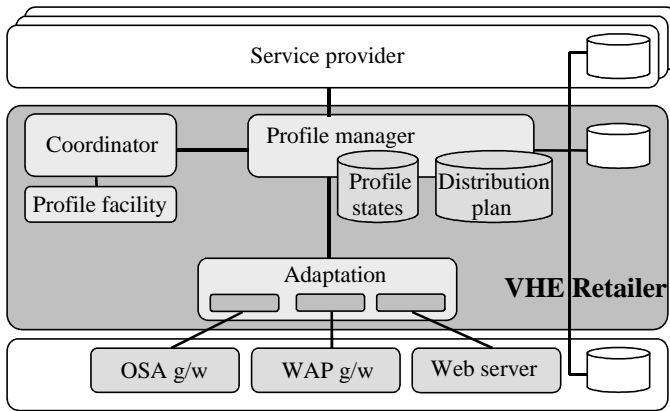 Service provider
Coordinator
Profile manager
Profile facility
Profile
states
Distribution
plan
Adaptation
VHE Retailer
OSA g/w
WAP g/w
Web server